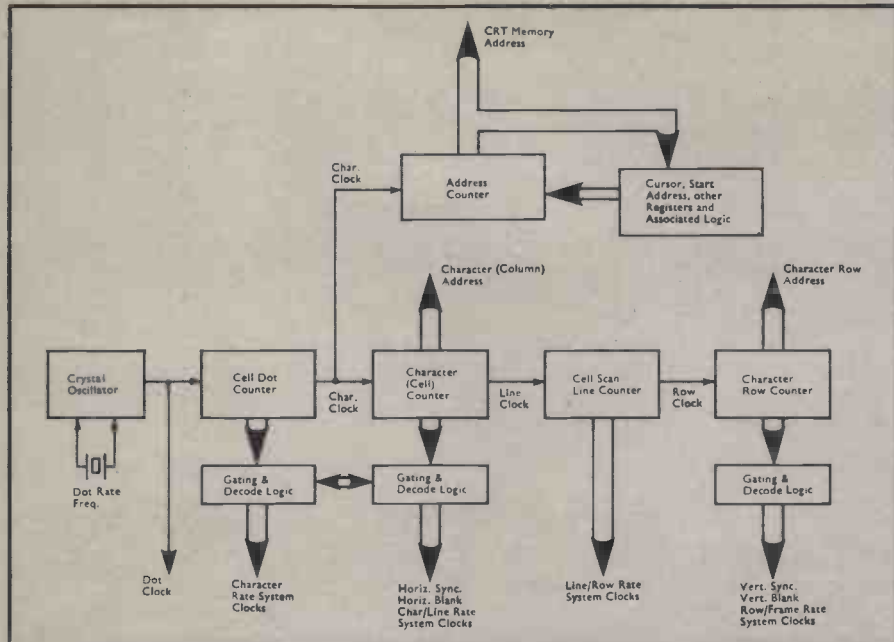 CRT Memory
Address
Char.
Clock
Address
Counter
Cursor, Start
Address, other
Registers and
Associated Logic
Character (Column)
Address
Character Row
Address
Crystal
Oscillator
Cell Dot
Counter
Char.
Clock
Character
(Cell)
Counter
Line
Clock
Cell Scan
Line Counter
Row
Clock
Character
Row Counter
Dot Rate
Freq.
Gating &
Decode Logic
Gating &
Decode Logic
Gating &
Decode Logic
Dot
Clock
Character
Rate System
Clocks
Horiz. Sync.
Horiz. Blank
Char/Line Rate
System Clocks
Line/Row Rate
System Clocks
Vert. Sync.
Vert. Blank
Row/Frame Rate
System Clocks